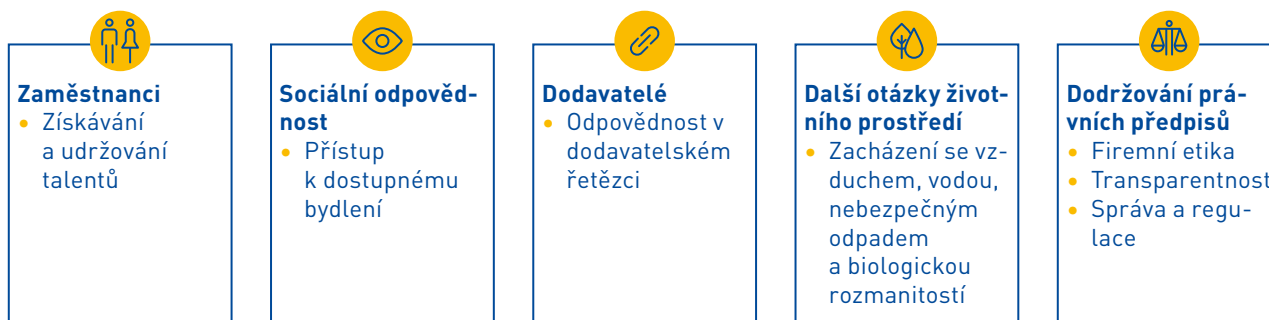 Zaměstnanci
• Získávání
a udržování
talentů
Sociální odpověd-
nost
• Přístup
k dostupnému
bydlení
Dodavatelé
• Odpovědnost v
dodavatelském
řetězci
Další otázky život-
ního prostředí
• Zacházení se vz-
duchem, vodou,
nebezpečným
odpadem
a biologickou
rozmanitostí
Dodržování prá-
vních předpisů
• Firemní etika
• Transparentnost
• Správa a regu-
lace